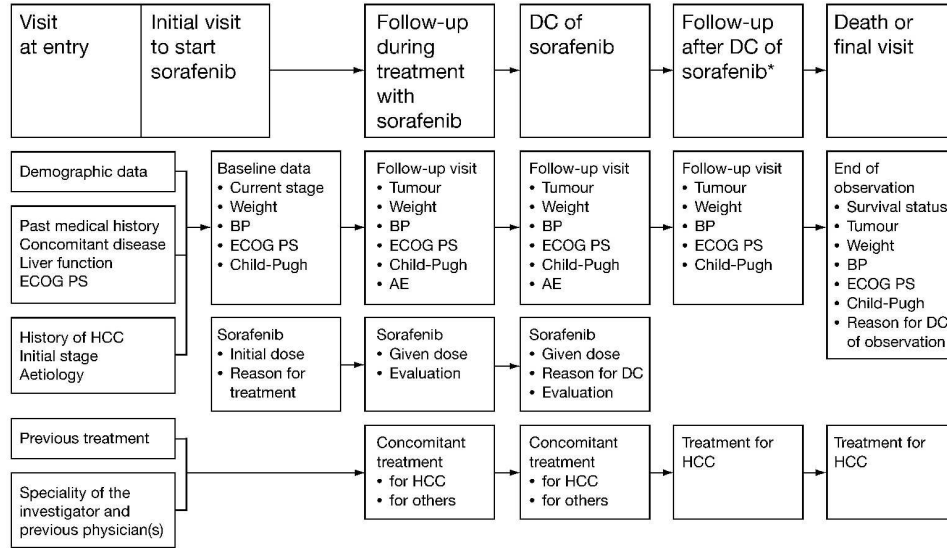 Visit
at entry
Initial visit
to start
sorafenib
Follow-up
during
treatment
with
sorafenib
DC of
sorafenib
Follow-up
after DC of
sorafenib*
Death or
final visit
Demographic data
Past medical history
Concomitant disease
Liver function
ECOG PS
History of HCC
Initial stage
Aetiology
Baseline data
• Current stage
• Weight
• BP
• ECOG PS
• Child-Pugh
Follow-up visit
• Tumour
• Weight
• BP
• ECOG PS
• Child-Pugh
• AE
Follow-up visit
• Tumour
• Weight
• BP
• ECOG PS
• Child-Pugh
• AE
Follow-up visit
• Tumour
• Weight
• BP
• ECOG PS
• Child-Pugh
End of
observation
• Survival status
• Tumour
• Weight
• BP
• ECOG PS
• Child-Pugh
• Reason for DC
of observation
Sorafenib
• Initial dose
• Reason for
treatment
Sorafenib
• Given dose
• Evaluation
Sorafenib
• Given dose
• Reason for DC
• Evaluation
Previous treatment
Speciality of the
investigator and
previous physician(s)
Concomitant
treatment
• for HCC
• for others
Concomitant
treatment
• for HCC
• for others
Treatment for
HCC
Treatment for
HCC